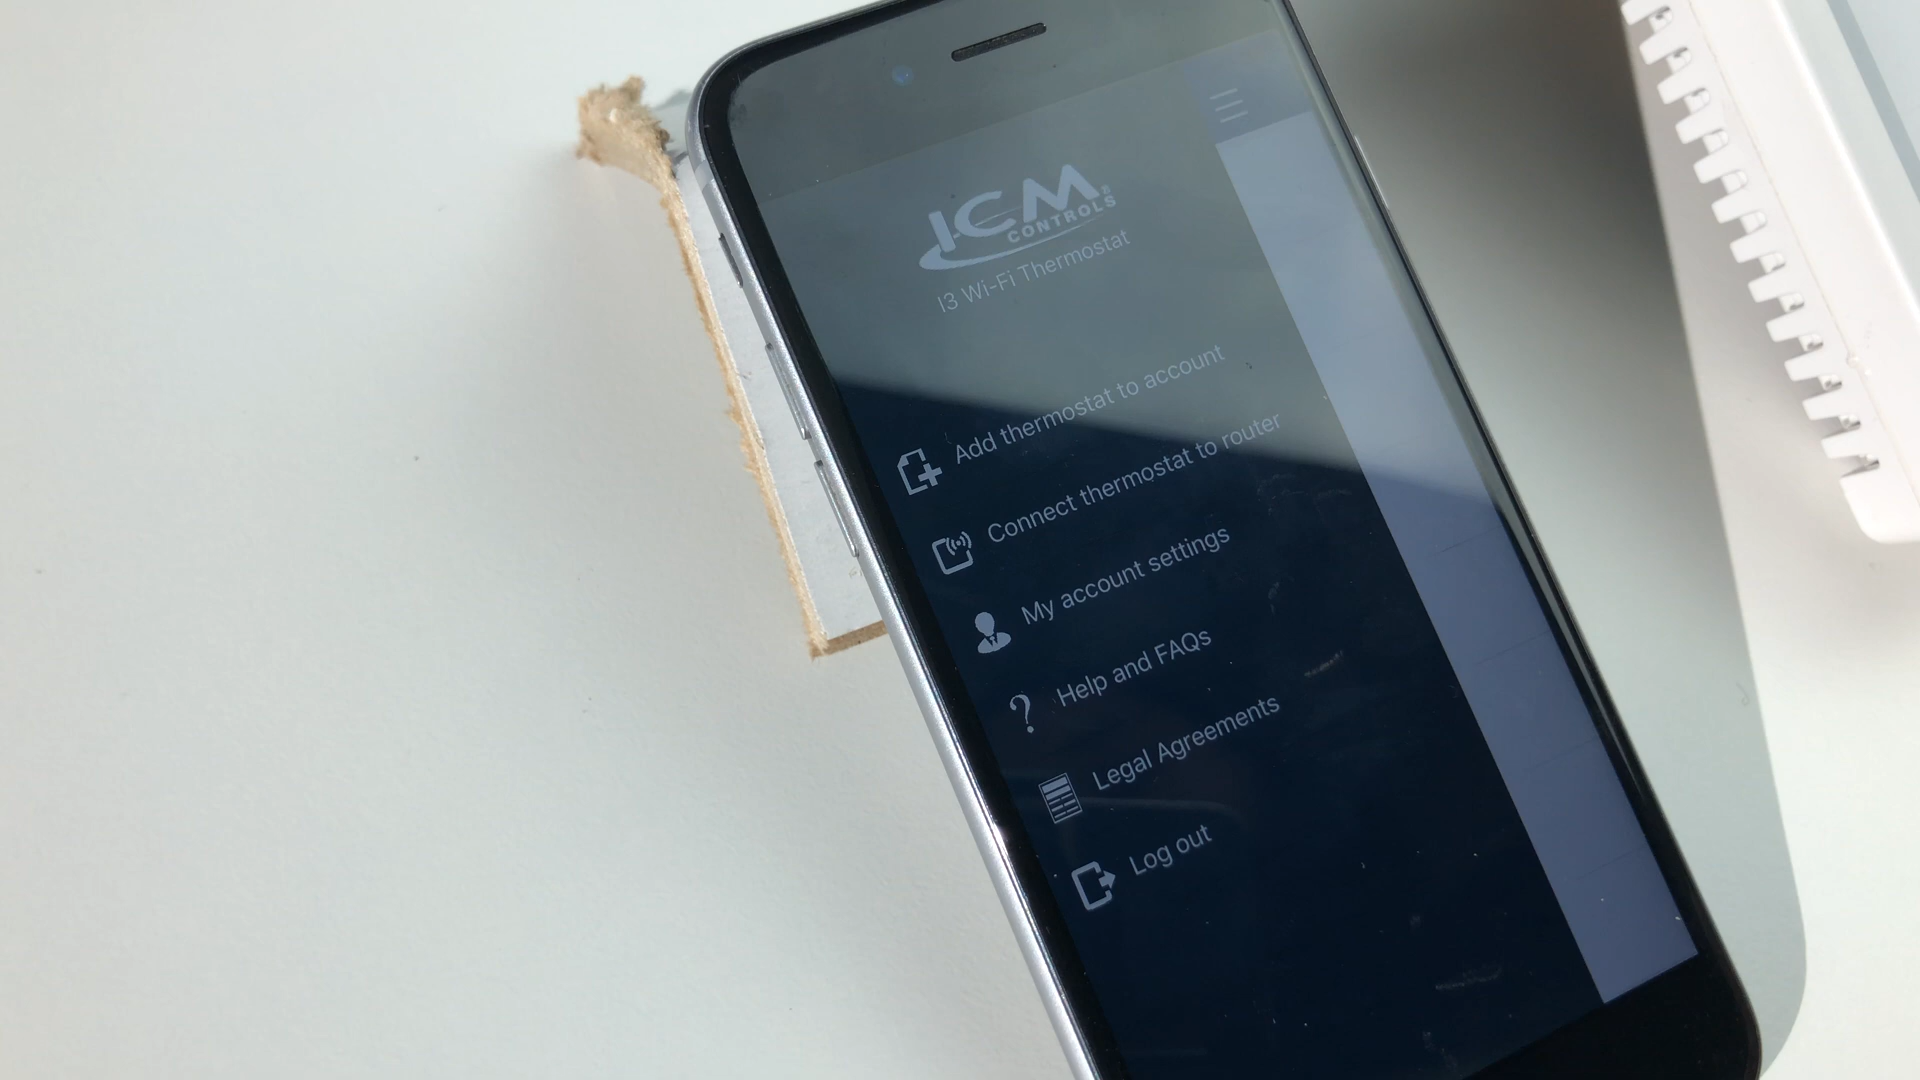 ICM®
CONTROLS
I3 Wi-Fi Thermostat
Add thermostat to account
Connect thermostat to router
My account settings
Help and FAQs
Legal Agreements
Log out